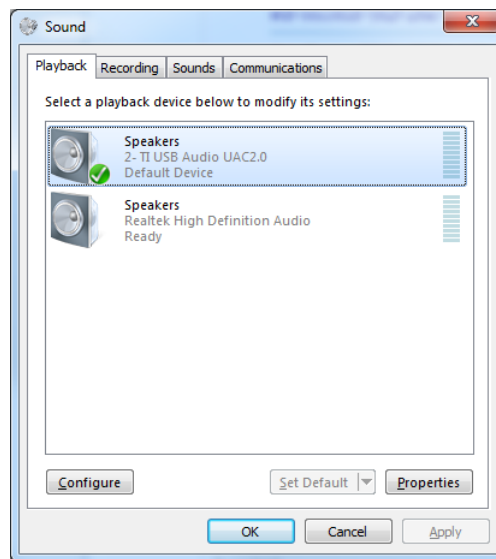 Sound
Playback Recording Sounds Communications
Select a playback device below to modify its settings:
Speakers
2- TI USB Audio UAC2.0
Default Device
Speakers
Realtek High Definition Audio
Ready
Configure Set Default Properties
OK Cancel Apply